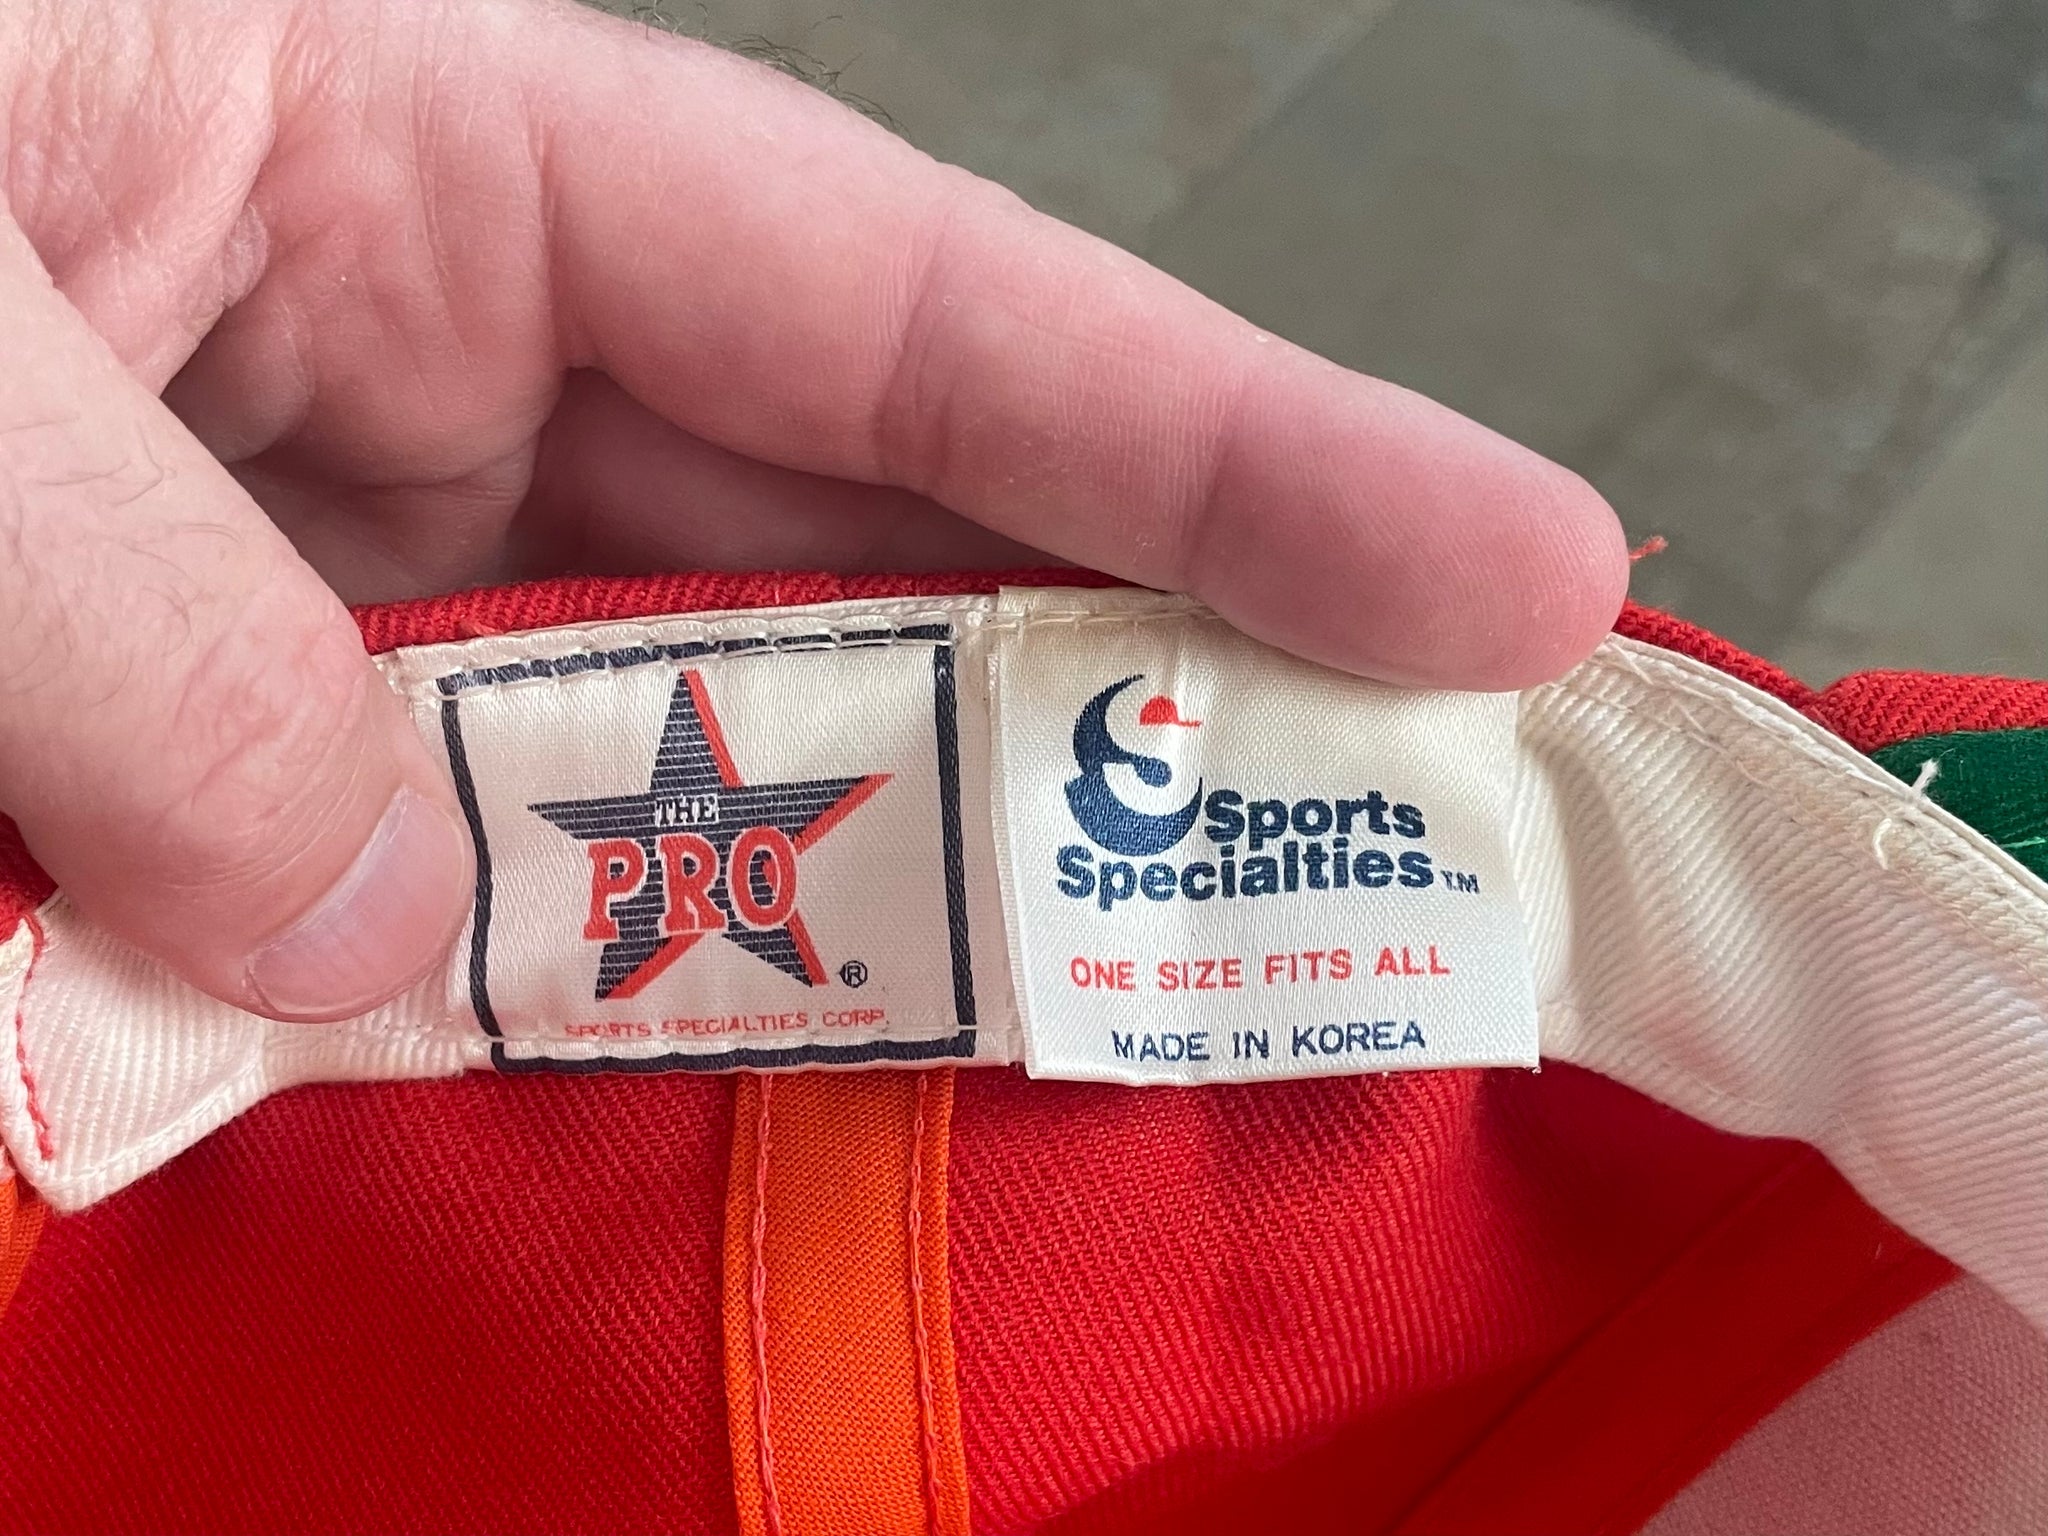 THE
PRO
®
SPORTS SPECIALTIES CORP.
Sports
Specialties TM
ONE SIZE FITS ALL
MADE IN KOREA